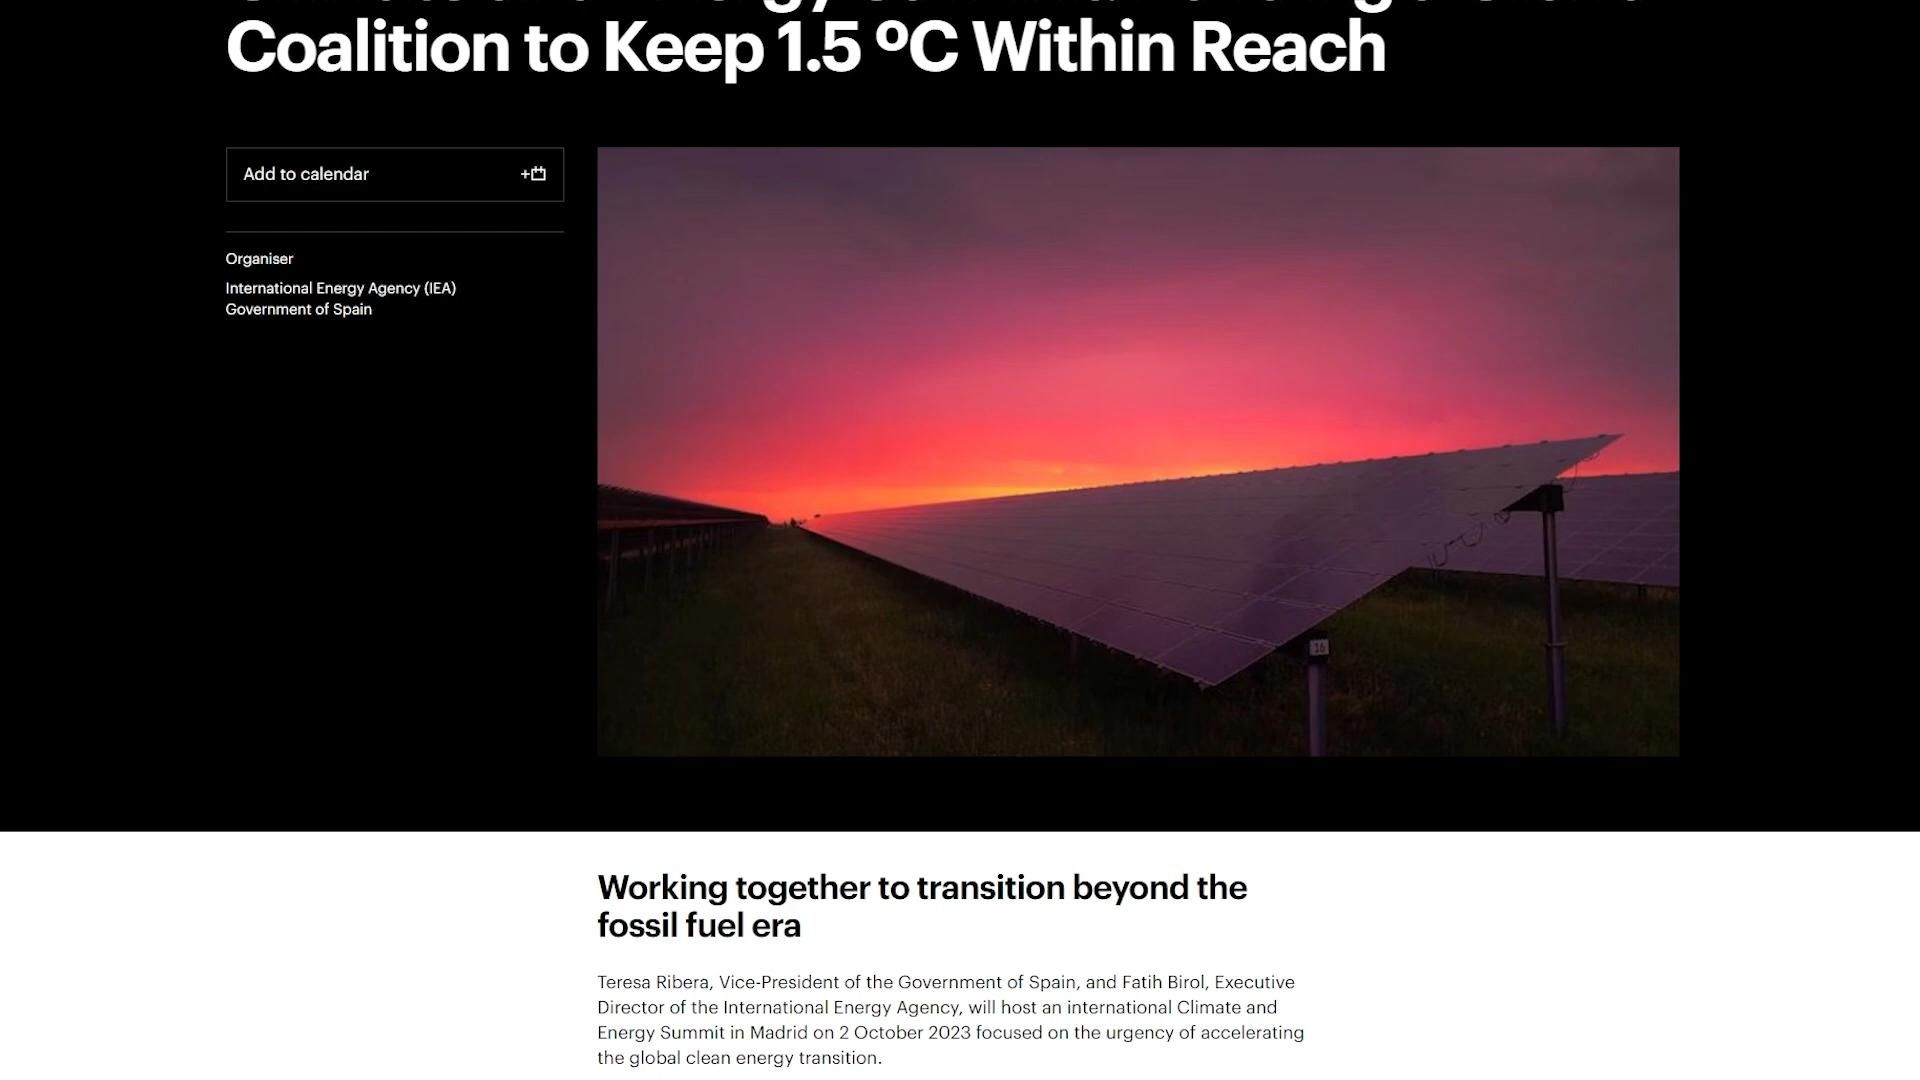 Coalition to Keep 1.5 ºC Within Reach
Add to calendar
Organiser
International Energy Agency (IEA)
Government of Spain
16
Working together to transition beyond the
fossil fuel era
Teresa Ribera, Vice-President of the Government of Spain, and Fatih Birol, Executive
Director of the International Energy Agency, will host an international Climate and
Energy Summit in Madrid on 2 October 2023 focused on the urgency of accelerating
the global clean energy transition.